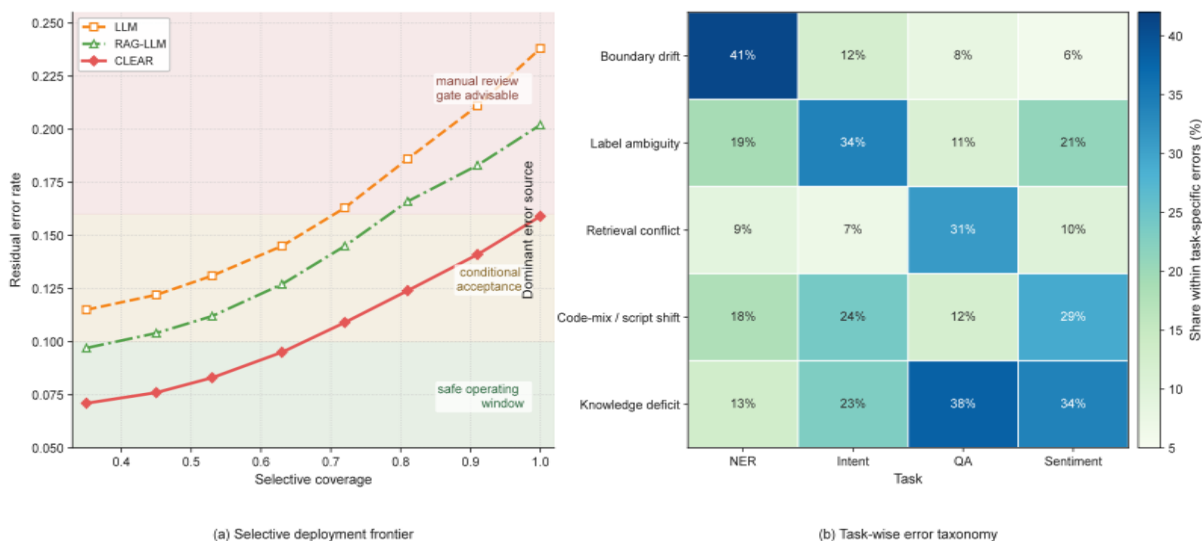 0.250
0.225
0.200
0.175
0.150
0.125
0.100
0.075
0.050
Residual error rate
LLM
RAG-LLM
CLEAR
manual review
gate advisable
conditional
acceptance
safe operating
window
0.4 0.5 0.6 0.7 0.8 0.9 1.0
Selective coverage
(a) Selective deployment frontier
Dominant error source
Boundary drift 41% 12% 8% 6%
Label ambiguity 19% 34% 11% 21%
Retrieval conflict 9% 7% 31% 10%
Code-mix / script shift 18% 24% 12% 29%
Knowledge deficit 13% 23% 38% 34%
NER Intent QA Sentiment
Task
40
35
30
25
20
15
10
5
Share within task-specific errors (%)
(b) Task-wise error taxonomy